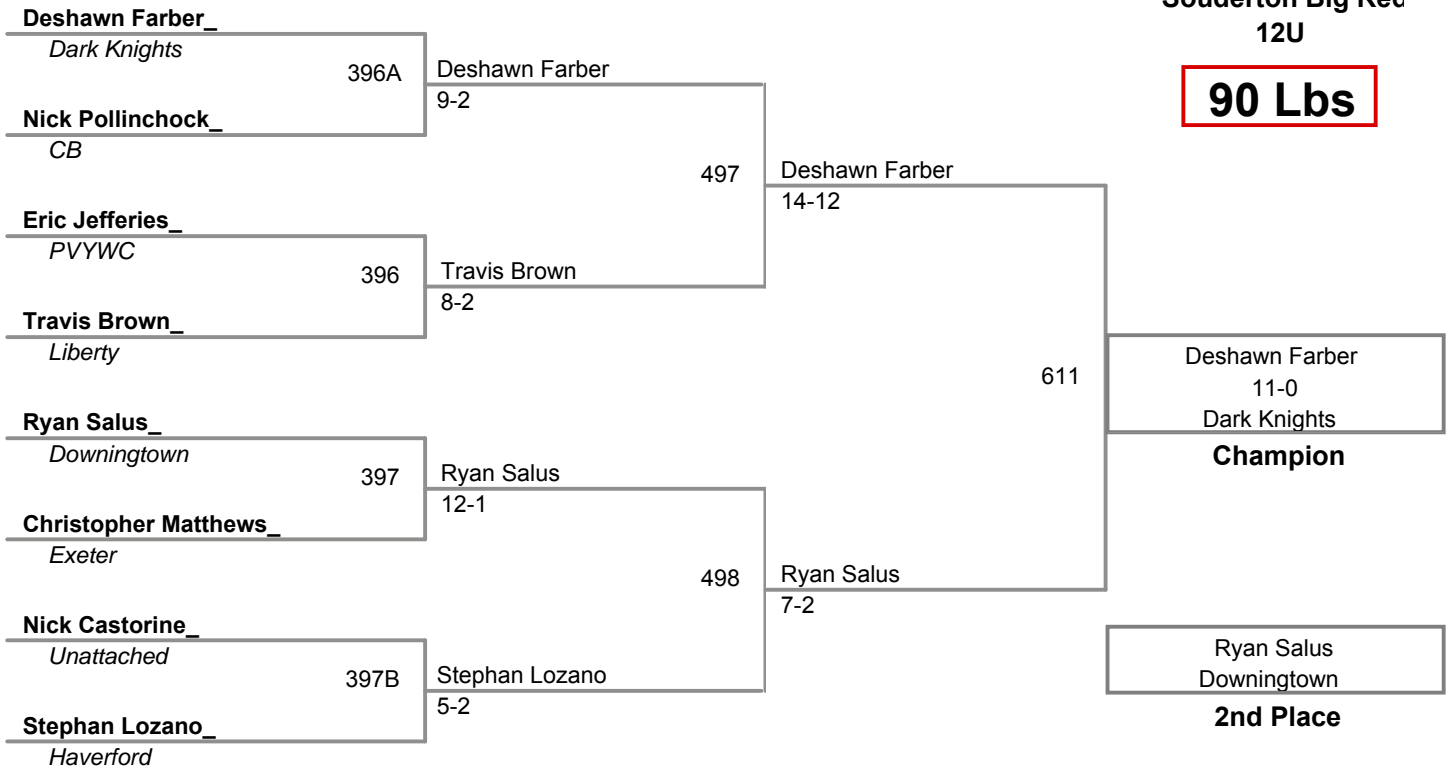 Souderton Big Red
12U
90 Lbs
Deshawn Farber_
Dark Knights
396A
Deshawn Farber
9-2
Nick Pollinchock_
CB
497
Deshawn Farber
14-12
Eric Jefferies_
PVYWC
396
Travis Brown
8-2
Travis Brown_
Liberty
611
Deshawn Farber
11-0
Dark Knights
Champion
Ryan Salus_
Downingtown
397
Ryan Salus
12-1
Christopher Matthews_
Exeter
498
Ryan Salus
7-2
Nick Castorine_
Unattached
397B
Stephan Lozano
5-2
Stephan Lozano_
Haverford
Ryan Salus
Downingtown
2nd Place